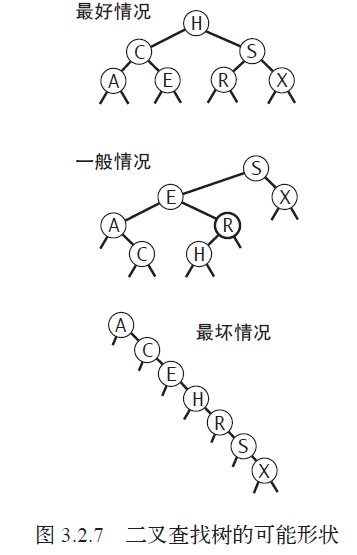 最好情况
H
C S
A E R X
一般情况
S
E X
A R
C H
最坏情况
A
C
E
H
R
S
X
图 3.2.7 二叉查找树的可能形状